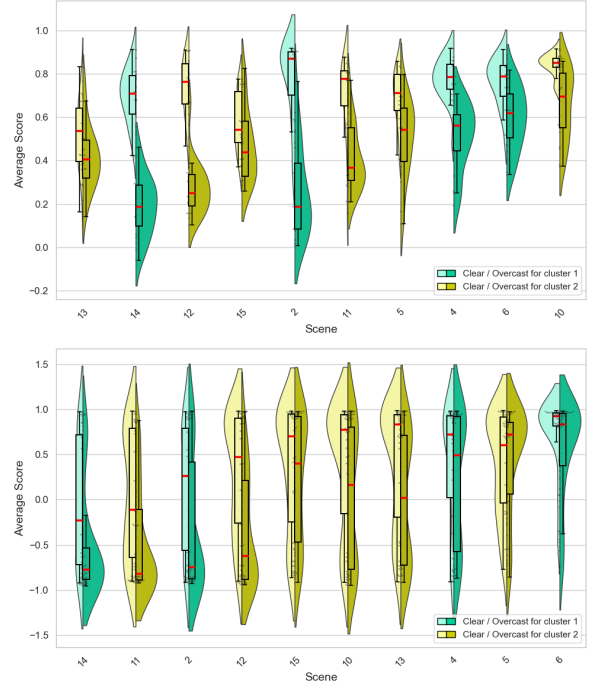 1.0
0.8
0.6
0.4
0.2
0.0
−0.2
Average Score
13 14 12 15 2 11 5 4 6 10
Scene
Clear / Overcast for cluster 1
Clear / Overcast for cluster 2
1.5
1.0
0.5
0.0
−0.5
−1.0
−1.5
Average Score
14 11 2 12 15 10 13 4 5 6
Scene
Clear / Overcast for cluster 1
Clear / Overcast for cluster 2